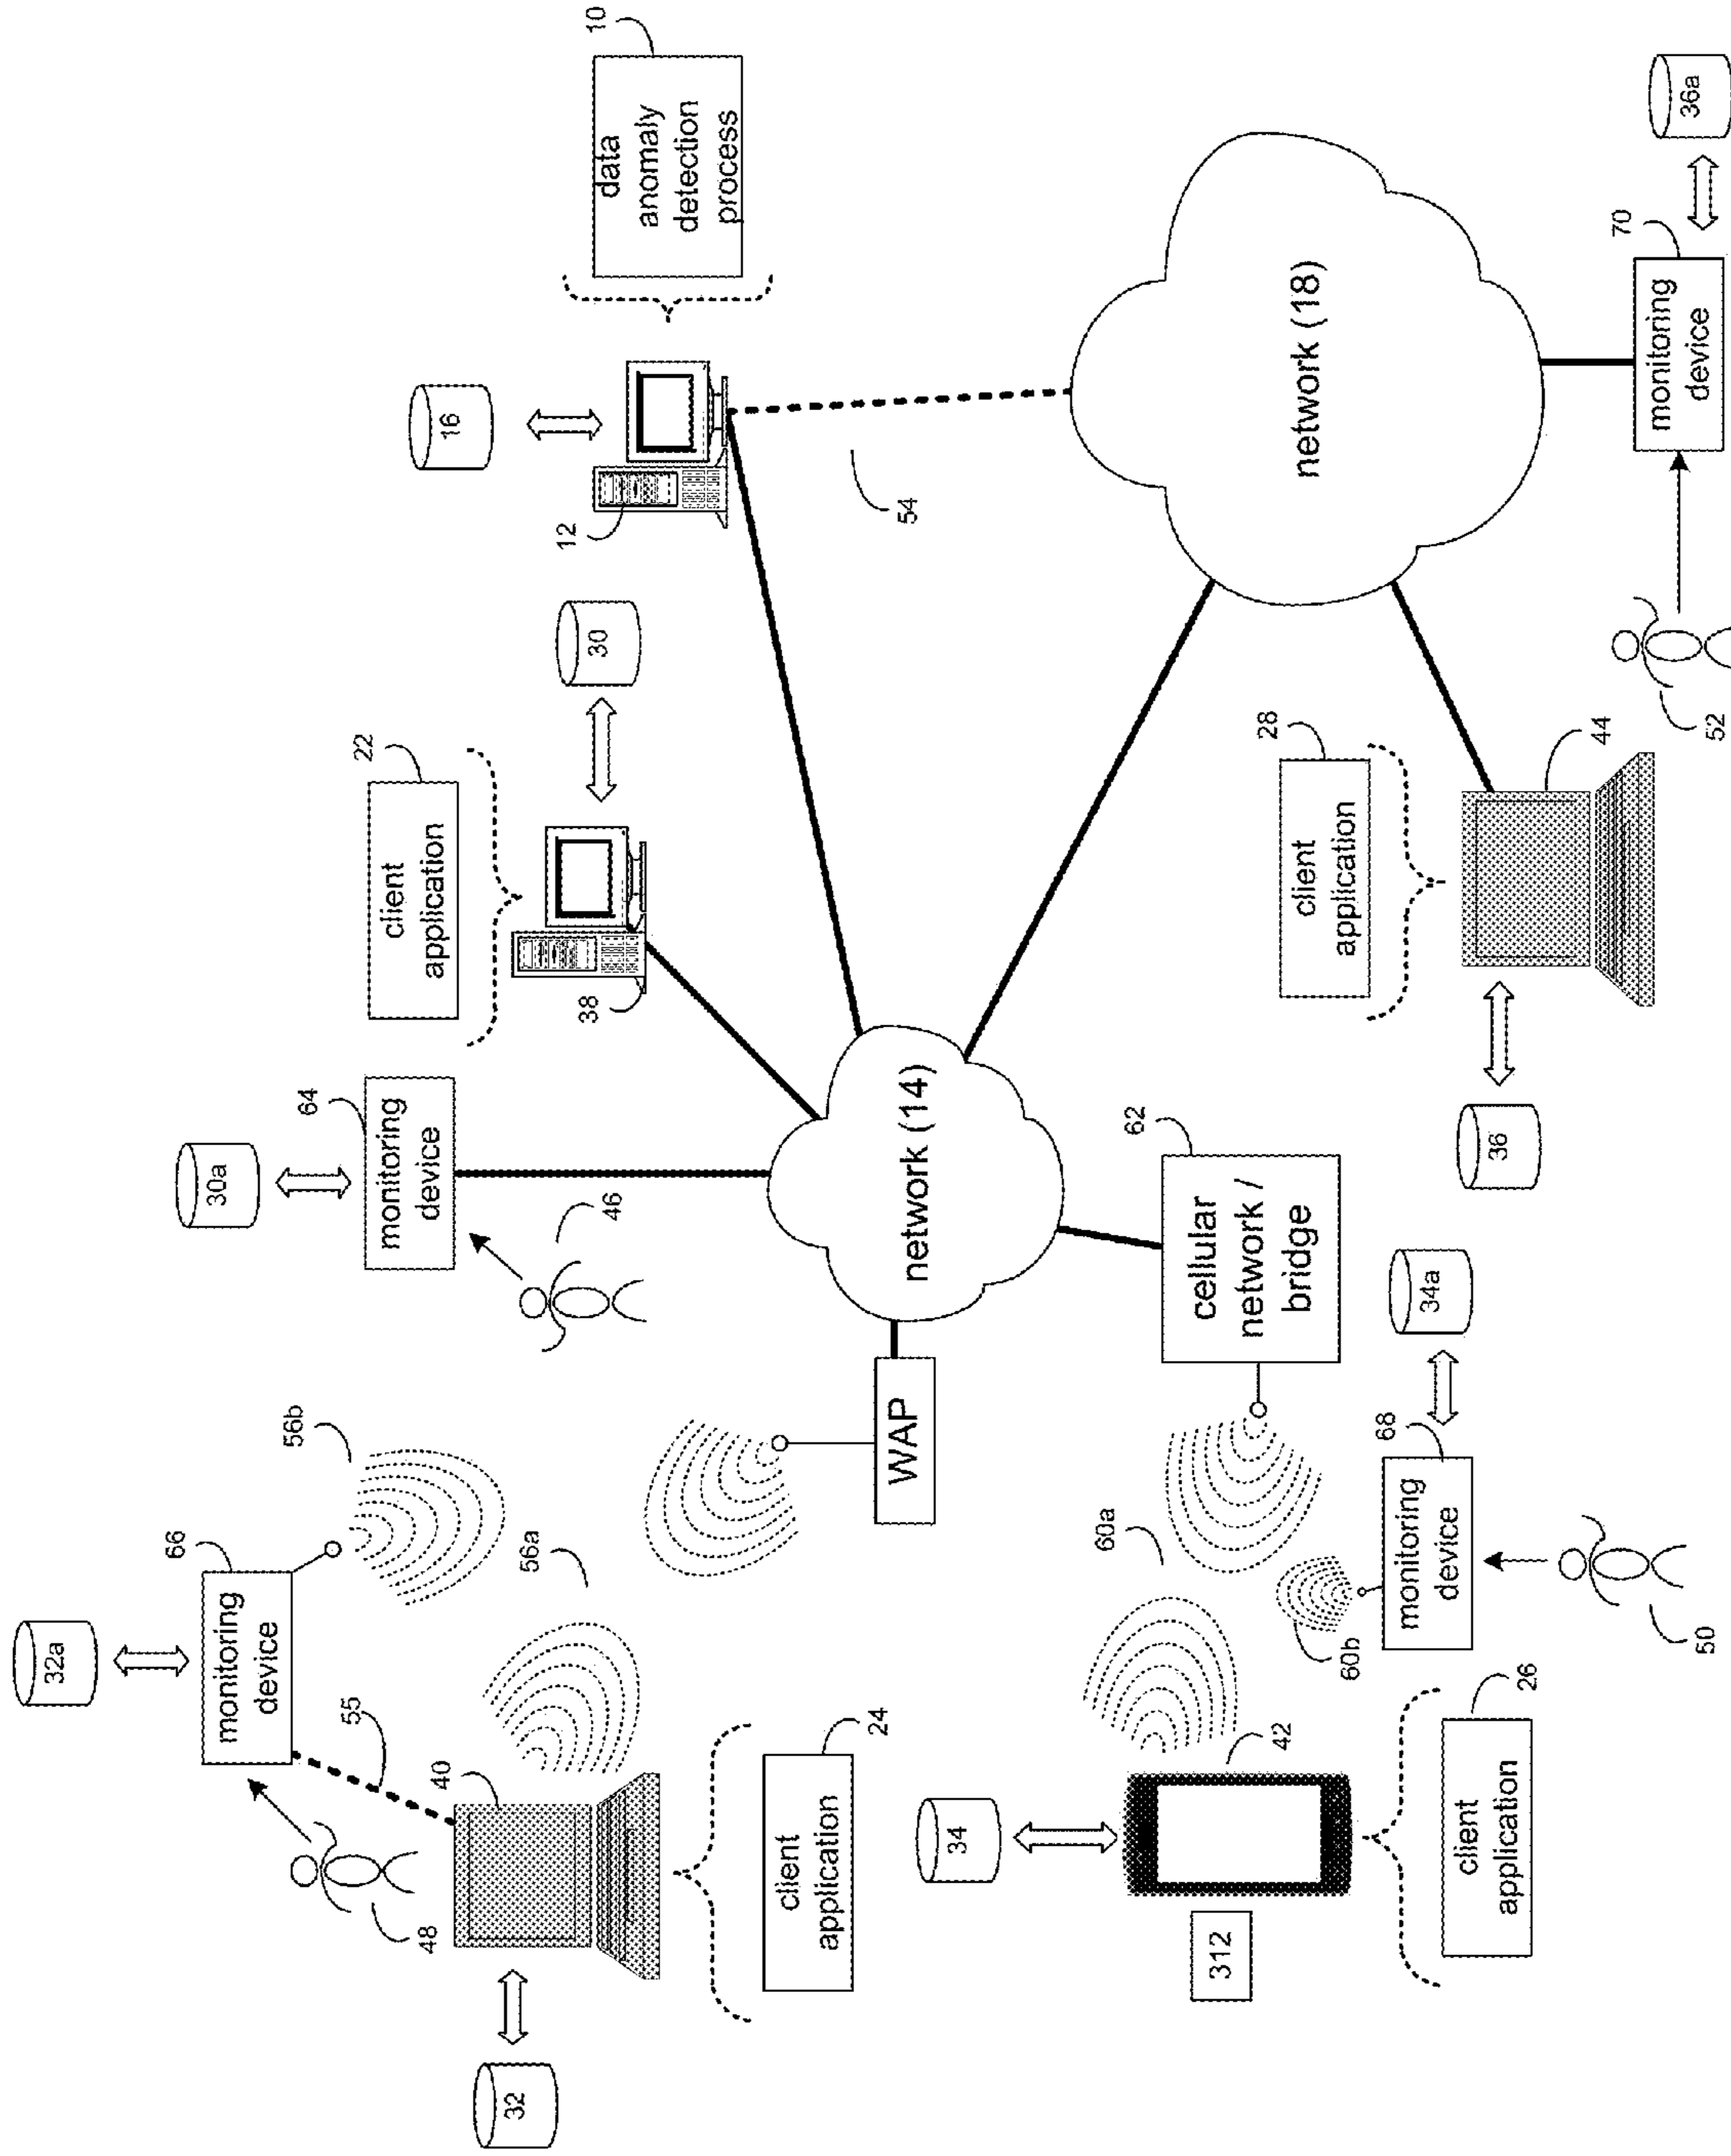 32a
66
monitoring
device
30a
64
monitoring
device
56b
55
48
40
32
46
22
client
application
38
30
16
12
10
data
anomaly
detection
process
56a
24
client
application
WAP
network (14)
54
34
42
312
60a
60b
62
cellular
network /
bridge
26
client
application
68
monitoring
device
34a
50
network (18)
28
client
application
44
36
52
70
monitoring
device
36a